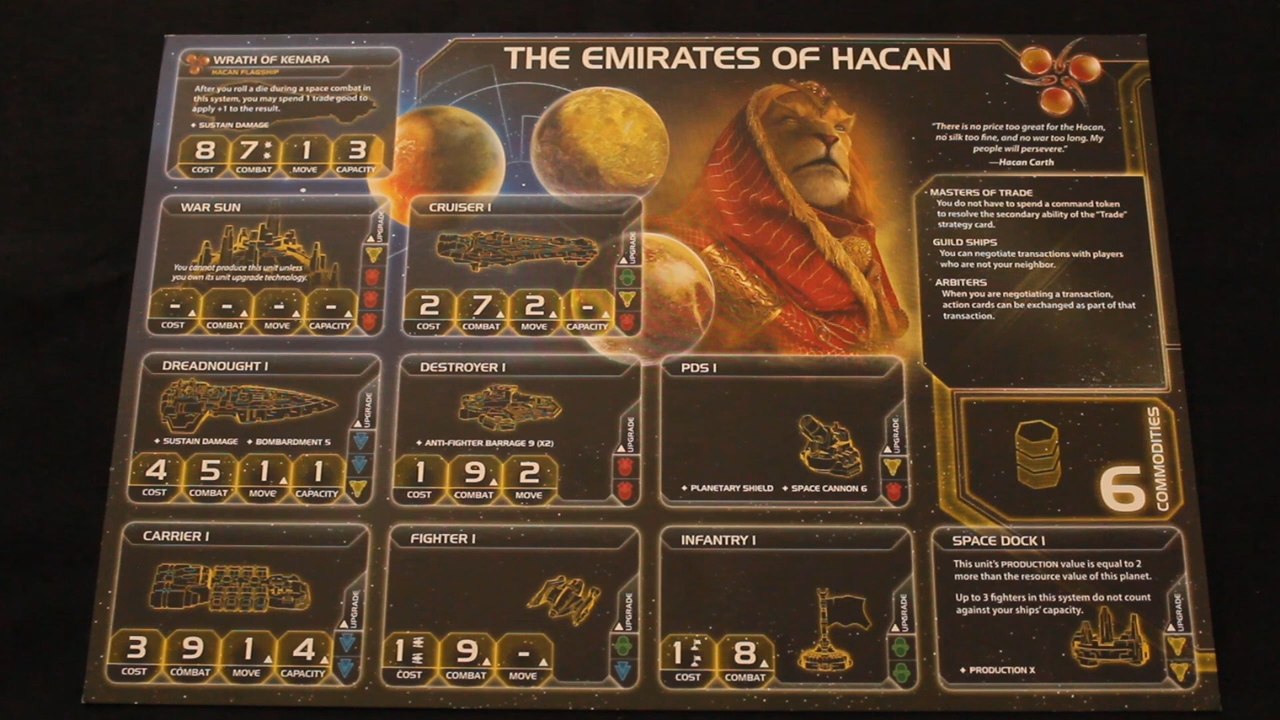 THE EMIRATES OF HACAN
WRATH OF KENARA
HACAN FLAGSHIP
After you roll a die during a space combat in
this system, you may spend 1 trade good to
apply +1 to the result.
+ SUSTAIN DAMAGE
8 7 1 3
COST COMBAT MOVE CAPACITY
"There is no price too great for the Hacan,
no silk too fine, and no war too long. My
people will persevere."
—Hacan Carth
MASTERS OF TRADE
You do not have to spend a command token
to resolve the secondary ability of the "Trade"
strategy card.
GUILD SHIPS
You can negotiate transactions with players
who are not your neighbor.
ARBITERS
When you are negotiating a transaction,
action cards can be exchanged as part of that
transaction.
WAR SUN
You cannot produce this unit unless
you own its unit upgrade technology.
- - - -
COST COMBAT MOVE CAPACITY
UPGRADE
CRUISER I
2 7 2 -
COST COMBAT MOVE CAPACITY
UPGRADE
DREADNOUGHT I
+ SUSTAIN DAMAGE + BOMBARDMENT 5
4 5 1 1
COST COMBAT MOVE CAPACITY
UPGRADE
DESTROYER I
+ ANTI-FIGHTER BARRAGE 9 (X2)
1 9 2
COST COMBAT MOVE
UPGRADE
PDS I
+ PLANETARY SHIELD + SPACE CANNON 6
UPGRADE
6
COMMODITIES
CARRIER I
3 9 1 4
COST COMBAT MOVE CAPACITY
UPGRADE
FIGHTER I
1 9 -
COST COMBAT MOVE
UPGRADE
INFANTRY I
1 8
COST COMBAT
UPGRADE
SPACE DOCK I
This unit's PRODUCTION value is equal to 2
more than the resource value of this planet.
Up to 3 fighters in this system do not count
against your ships' capacity.
+ PRODUCTION X
UPGRADE